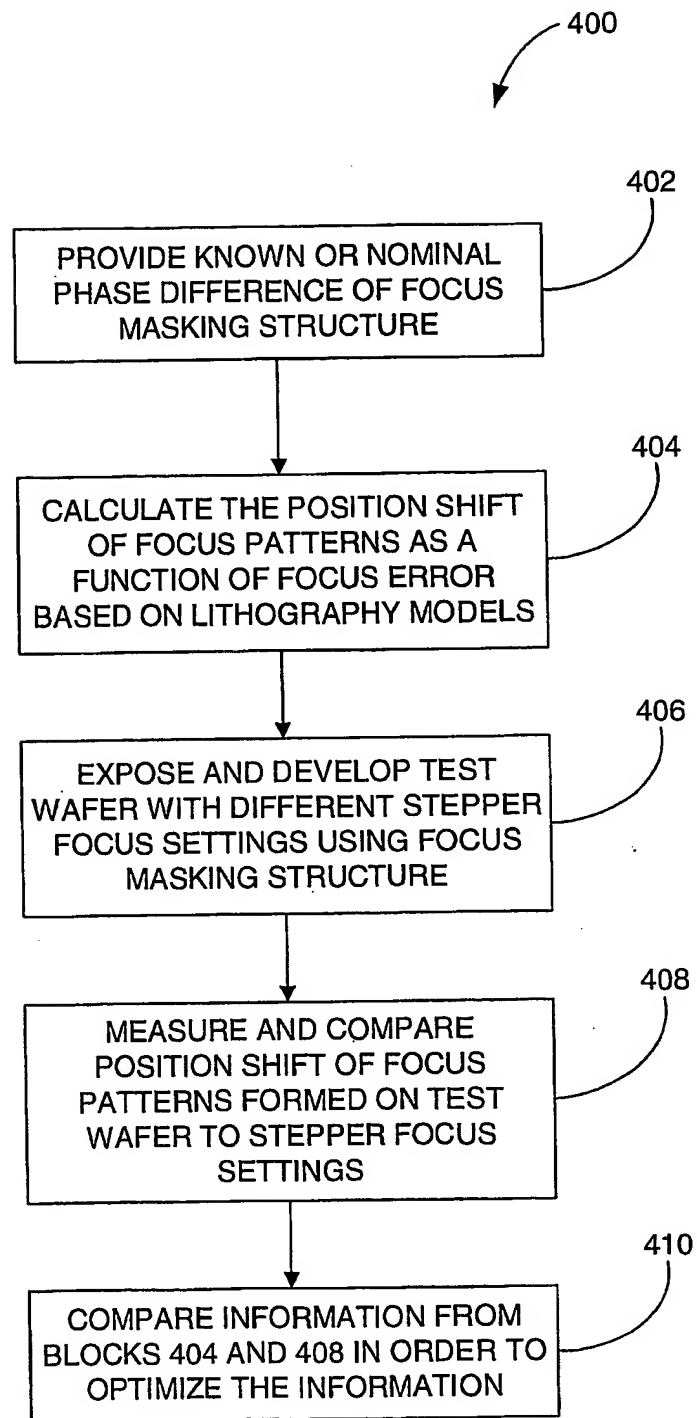 400
402
PROVIDE KNOWN OR NOMINAL
PHASE DIFFERENCE OF FOCUS
MASKING STRUCTURE
404
CALCULATE THE POSITION SHIFT
OF FOCUS PATTERNS AS A
FUNCTION OF FOCUS ERROR
BASED ON LITHOGRAPHY MODELS
406
EXPOSE AND DEVELOP TEST
WAFER WITH DIFFERENT STEPPER
FOCUS SETTINGS USING FOCUS
MASKING STRUCTURE
408
MEASURE AND COMPARE
POSITION SHIFT OF FOCUS
PATTERNS FORMED ON TEST
WAFER TO STEPPER FOCUS
SETTINGS
410
COMPARE INFORMATION FROM
BLOCKS 404 AND 408 IN ORDER TO
OPTIMIZE THE INFORMATION